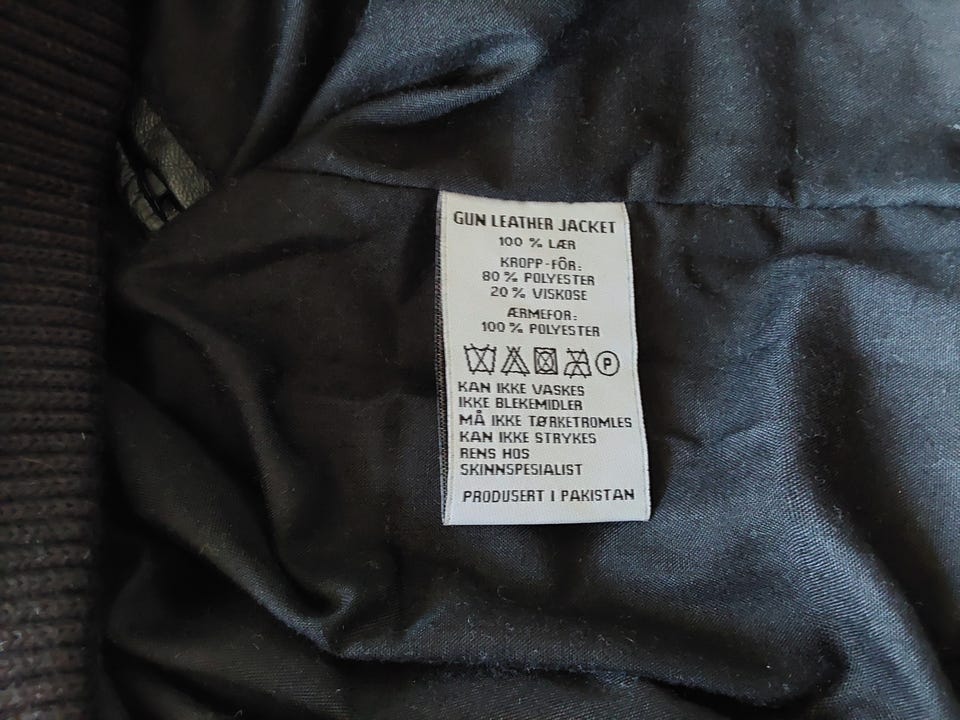 GUN LEATHER JACKET
100 % LÆR
KROPP-FÔR:
80 % POLYESTER
20 % VISKOSE
ÆRMEFOR:
100 % POLYESTER
P
KAN IKKE VASKES
IKKE BLEKEMIDLER
MÅ IKKE TØRKETROMLES
KAN IKKE STRYKES
RENS HOS
SKINNSPESIALIST
PRODUSERT I PAKISTAN